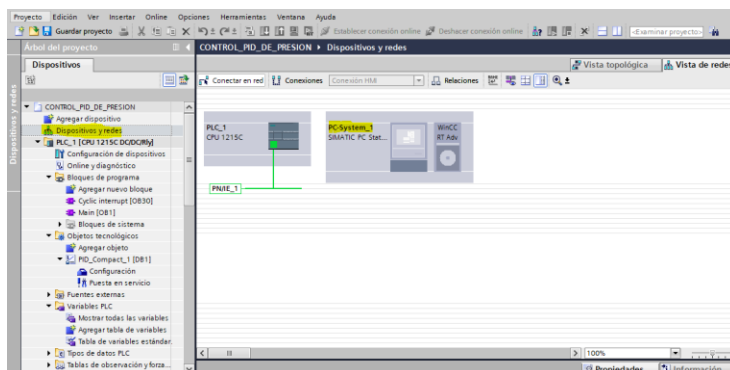 Proyecto Edición Ver Insertar Online Opciones Herramientas Ventana Ayuda
Guardar proyecto Establecer conexión online Deshacer conexión online <Examinar proyecto>
Árbol del proyecto
CONTROL_PID_DE_PRESION Dispositivos y redes
Dispositivos
Vista topológica Vista de redes
Conectar en red Conexiones Conexión HMI Relaciones
Dispositivos y redes
CONTROL_PID_DE_PRESION
Agregar dispositivo
Dispositivos y redes
PLC_1 [CPU 1215C DC/DC/Rly]
Configuración de dispositivos
Online y diagnóstico
Bloques de programa
Agregar nuevo bloque
Cyclic interrupt [OB30]
Main [OB1]
Bloques de sistema
Objetos tecnológicos
Agregar objeto
PID_Compact_1 [DB1]
Configuración
Puesta en servicio
Fuentes externas
Variables PLC
Mostrar todas las variables
Agregar tabla de variables
Tabla de variables estándar
Tipos de datos PLC
Tablas de observación y forza...
PLC_1
CPU 1215C
PC-System_1
SIMATIC PC Stat...
WinCC
RT Adv
PN/IE_1
100%
Propiedades Información